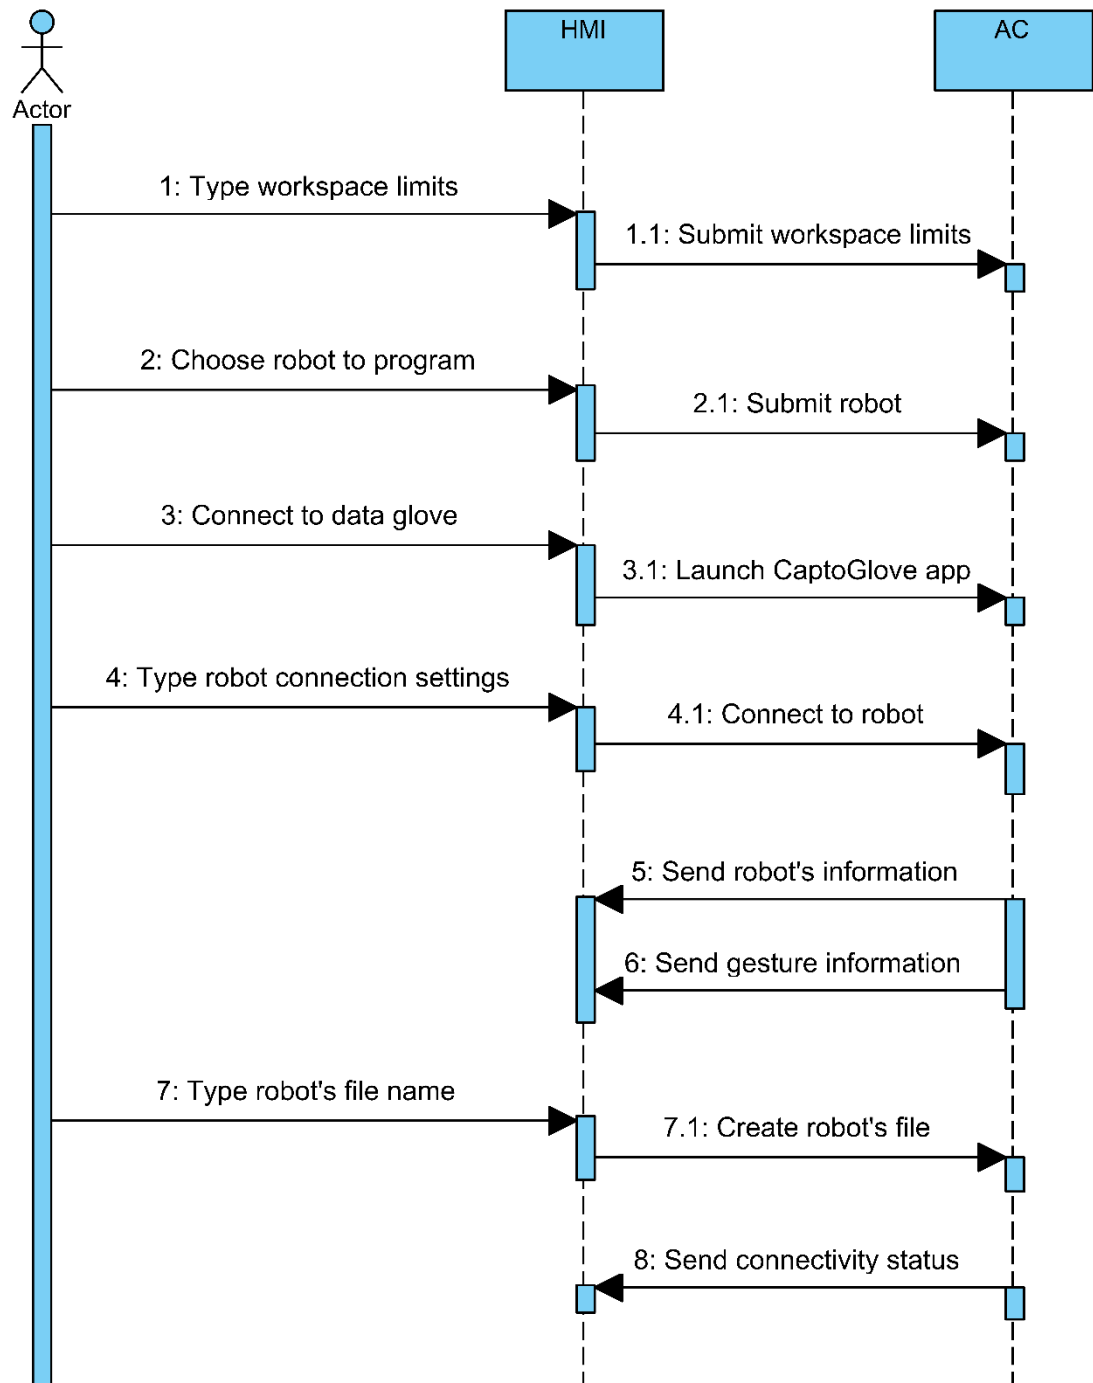 HMI
AC
Actor
1: Type workspace limits
1.1: Submit workspace limits
2: Choose robot to program
2.1: Submit robot
3: Connect to data glove
3.1: Launch CaptoGlove app
4: Type robot connection settings
4.1: Connect to robot
5: Send robot's information
6: Send gesture information
7: Type robot's file name
7.1: Create robot's file
8: Send connectivity status